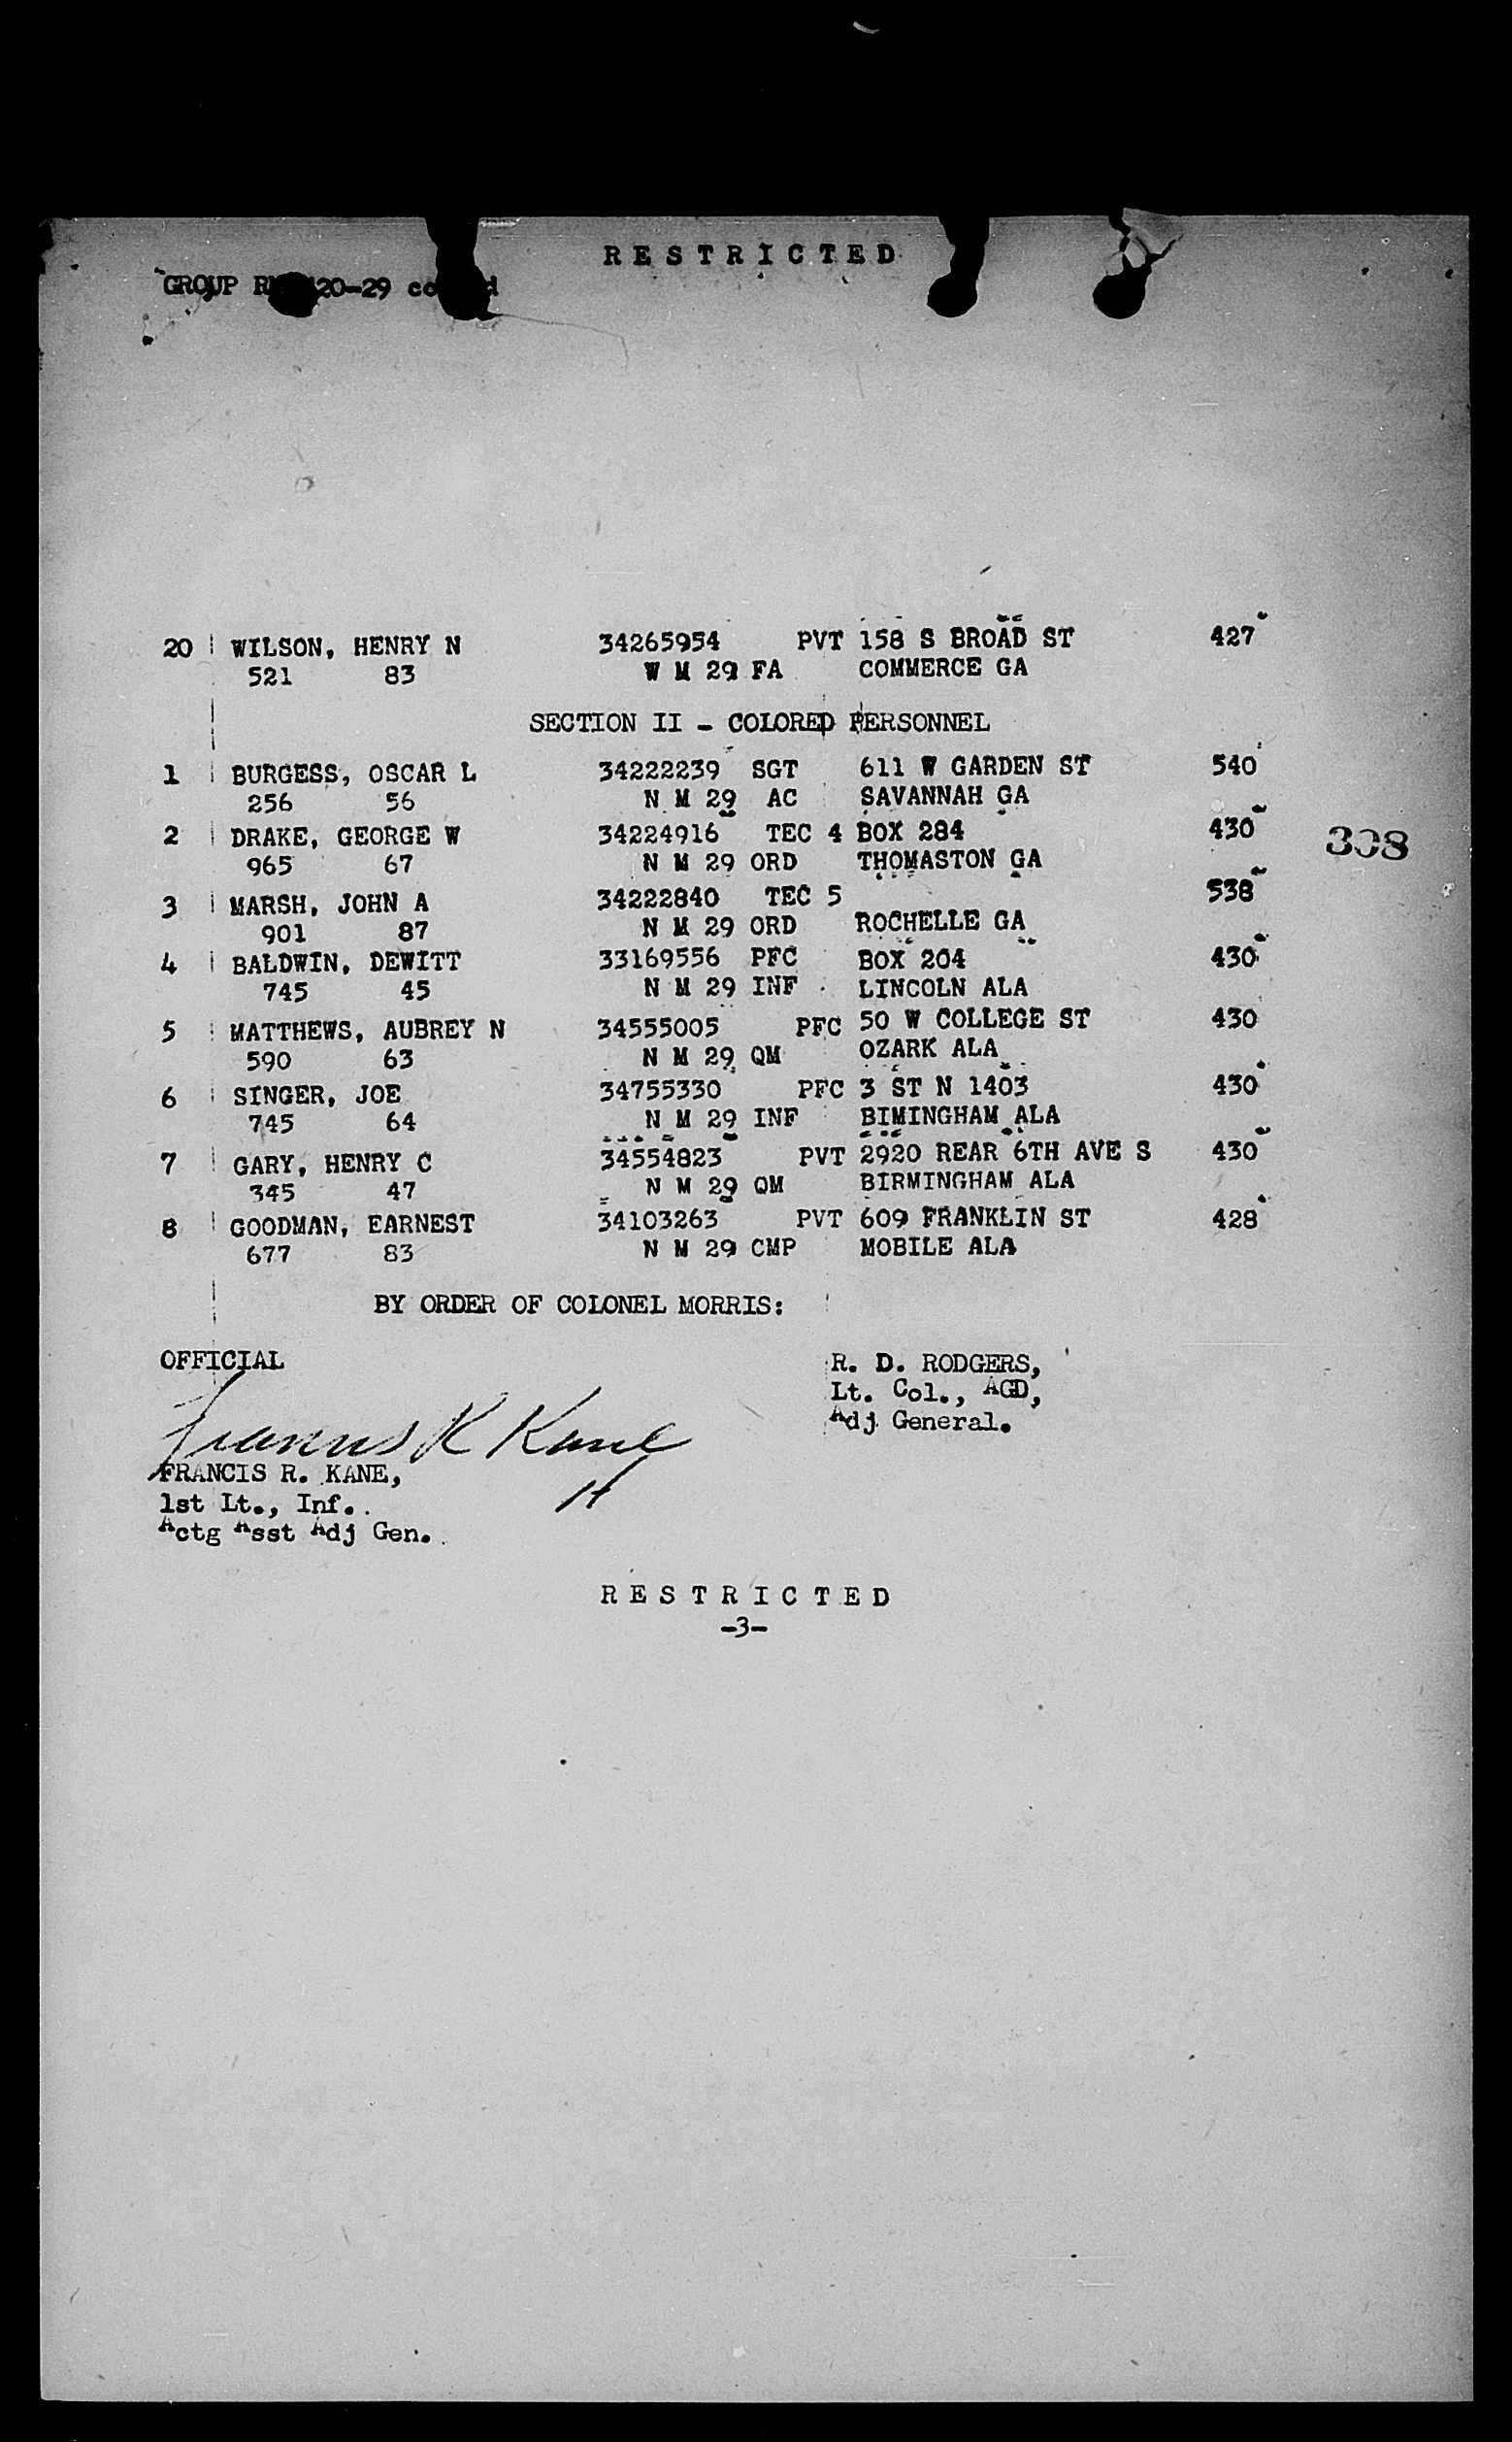 RESTRICTED
GROUP 20-29
20 WILSON, HENRY N 34265954 PVT 158 S BROAD ST 427
521 83 W M 29 FA COMMERCE GA
SECTION II - COLORED PERSONNEL
1 BURGESS, OSCAR L 34222239 SGT 611 W GARDEN ST 540
256 56 N M 29 AC SAVANNAH GA
2 DRAKE, GEORGE W 34224916 TEC 4 BOX 284 430
965 67 N M 29 ORD THOMASTON GA
308
3 MARSH, JOHN A 34222840 TEC 5 538
901 87 N M 29 ORD ROCHELLE GA
4 BALDWIN, DEWITT 33169556 PFC BOX 204 430
745 45 N M 29 INF LINCOLN ALA
5 MATTHEWS, AUBREY N 34555005 PFC 50 W COLLEGE ST 430
590 63 N M 29 QM OZARK ALA
6 SINGER, JOE 34755330 PFC 3 ST N 1403 430
745 64 N M 29 INF BIMINGHAM ALA
7 GARY, HENRY C 34554823 PVT 2920 REAR 6TH AVE S 430
345 47 N M 29 QM BIRMINGHAM ALA
8 GOODMAN, EARNEST 34103263 PVT 609 FRANKLIN ST 428
677 83 N M 29 CMP MOBILE ALA
BY ORDER OF COLONEL MORRIS:
OFFICIAL
R. D. RODGERS,
Lt. Col., AGD,
Adj General.
Francis R Kane
FRANCIS R. KANE,
1st Lt., Inf.
Actg Asst Adj Gen.
RESTRICTED
-3-